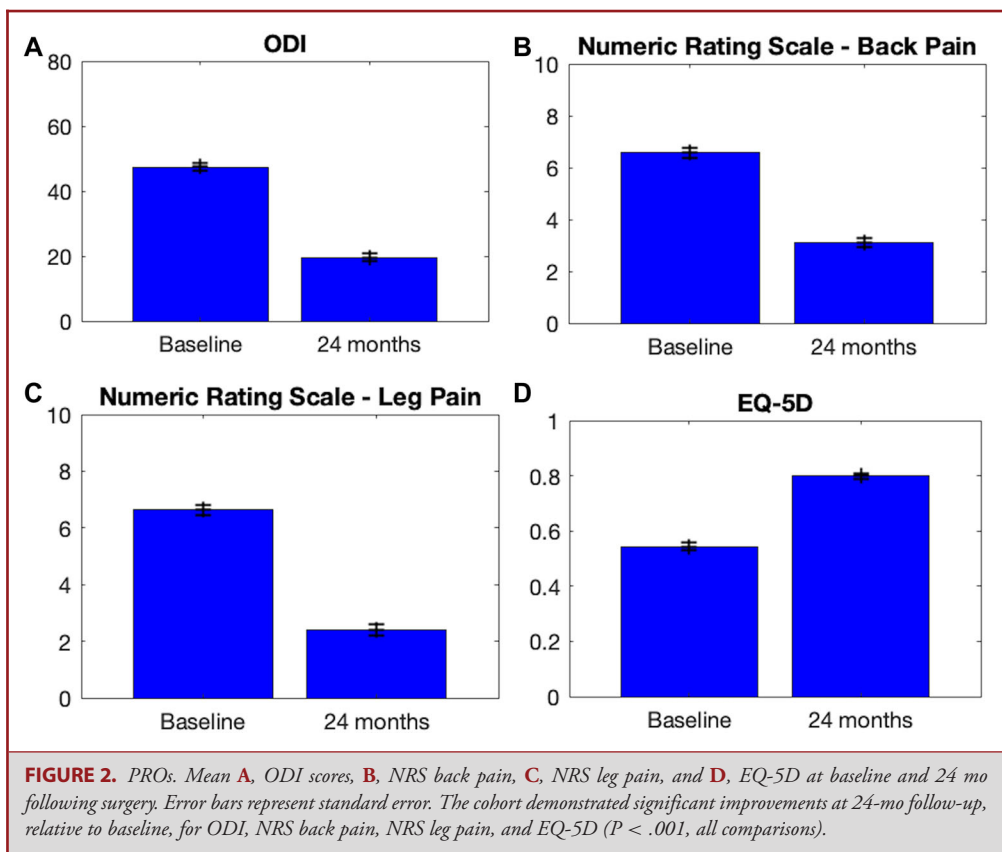 A
ODI
80
60
40
20
0
Baseline 24 months
B
Numeric Rating Scale - Back Pain
10
8
6
4
2
0
Baseline 24 months
C
Numeric Rating Scale - Leg Pain
10
8
6
4
2
0
Baseline 24 months
D
EQ-5D
1
0.8
0.6
0.4
0.2
0
Baseline 24 months
FIGURE 2. PROs. Mean A, ODI scores, B, NRS back pain, C, NRS leg pain, and D, EQ-5D at baseline and 24 mo
following surgery. Error bars represent standard error. The cohort demonstrated significant improvements at 24-mo follow-up,
relative to baseline, for ODI, NRS back pain, NRS leg pain, and EQ-5D (P < .001, all comparisons).